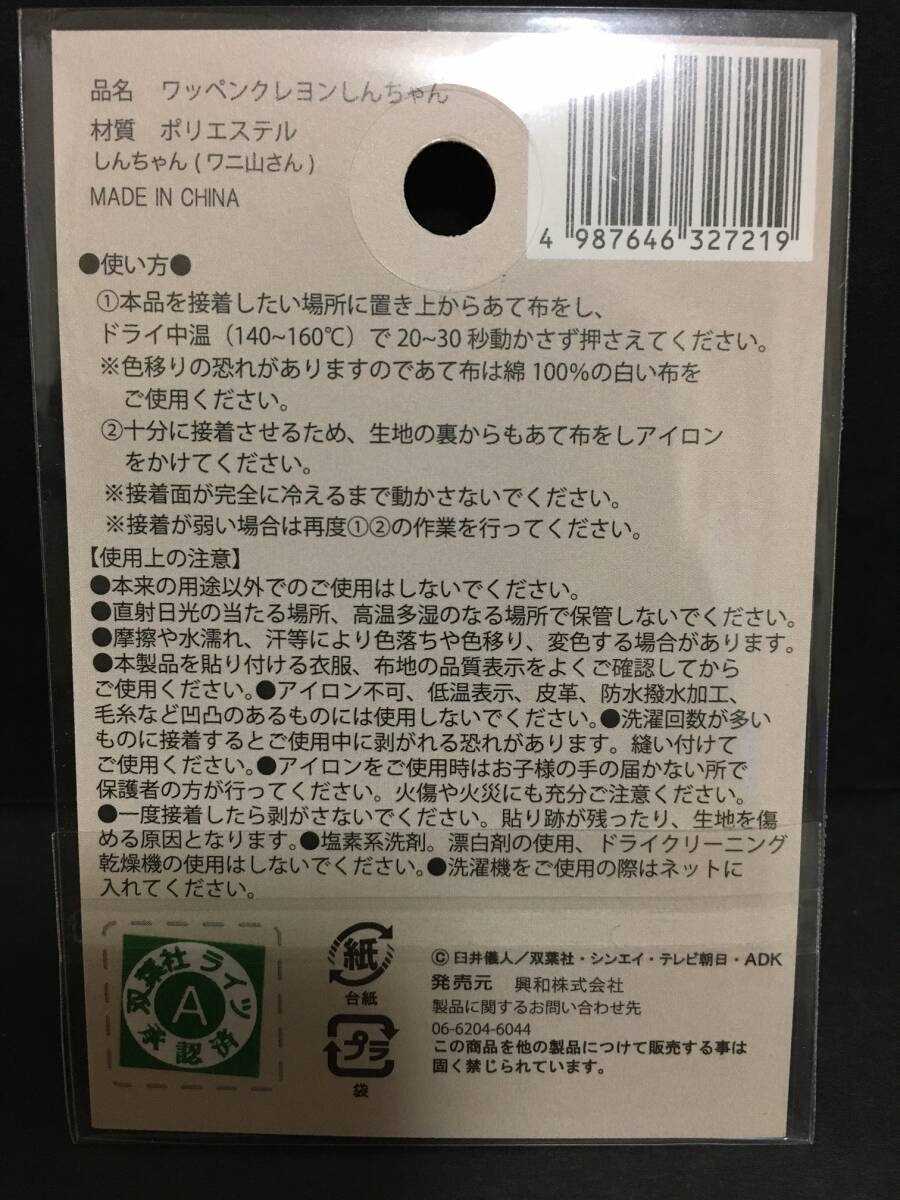 品名　ワッペンクレヨンしんちゃん
材質　ポリエステル
しんちゃん(ワニ山さん)
MADE IN CHINA
4 987646 327219
●使い方●
①本品を接着したい場所に置き上からあて布をし、
ドライ中温（140~160℃）で 20~30 秒動かさず押さえてください。
※色移りの恐れがありますのであて布は綿 100%の白い布を
ご使用ください。
②十分に接着させるため、生地の裏からもあて布をしアイロン
をかけてください。
※接着面が完全に冷えるまで動かさないでください。
※接着が弱い場合は再度①②の作業を行ってください。
【使用上の注意】
●本来の用途以外でのご使用はしないでください。
●直射日光の当たる場所、高温多湿のなる場所で保管しないでください。
●摩擦や水濡れ、汗等により色落ちや色移り、変色する場合があります。
●本製品を貼り付ける衣服、布地の品質表示をよくご確認してから
ご使用ください。●アイロン不可、低温表示、皮革、防水撥水加工、
毛糸など凹凸のあるものには使用しないでください。●洗濯回数が多い
ものに接着するとご使用中に剥がれる恐れがあります。縫い付けて
ご使用ください。●アイロンをご使用時はお子様の手の届かない所で
保護者の方が行ってください。火傷や火災にも充分ご注意ください。
●一度接着したら剥がさないでください。貼り跡が残ったり、生地を傷
める原因となります。●塩素系洗剤。漂白剤の使用、ドライクリーニング
乾燥機の使用はしないでください。●洗濯機をご使用の際はネットに
入れてください。
双葉社ライツ
A
承認済
紙
台紙
プラ
袋
©臼井儀人／双葉社・シンエイ・テレビ朝日・ADK
発売元　興和株式会社
製品に関するお問い合わせ先
06-6204-6044
この商品を他の製品につけて販売する事は
固く禁じられています。